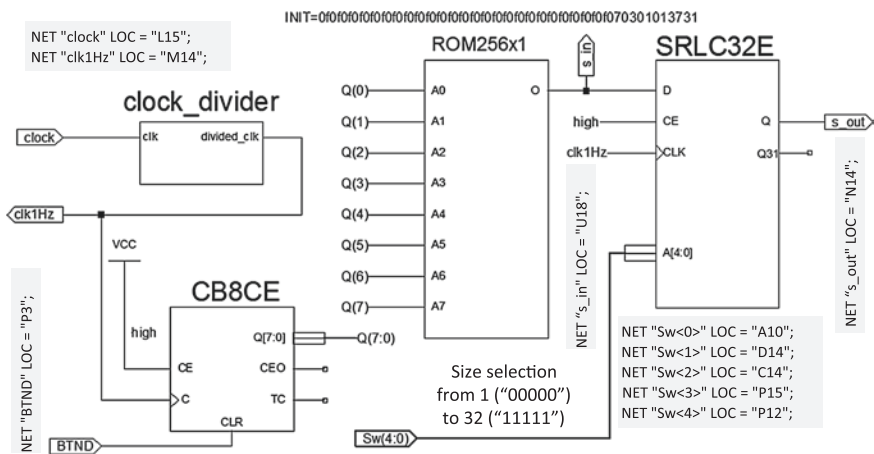 INIT=0f0f0f0f0f0f0f0f0f0f0f0f0f0f0f0f0f0f0f0f0f0f0f0f0f0f070301013731
NET "clock" LOC = "L15";
NET "clk1Hz" LOC = "M14";
clock_divider
clock
clk
divided_clk
clk1Hz
VCC
high
CB8CE
Q[7:0]
Q(7:0)
CE
CEO
C
TC
CLR
BTND
NET "BTND" LOC = "P3";
ROM256x1
Q(0)
A0
O
Q(1)
A1
Q(2)
A2
Q(3)
A3
Q(4)
A4
Q(5)
A5
Q(6)
A6
Q(7)
A7
s_in
SRLC32E
D
high
CE
Q
s_out
clk1Hz
CLK
Q31
A[4:0]
NET “s_in” LOC = "U18";
NET “s_out" LOC = "N14";
Size selection
from 1 (“00000”)
to 32 (“11111”)
Sw(4:0)
NET "Sw<0>" LOC = "A10";
NET "Sw<1>" LOC = "D14";
NET "Sw<2>" LOC = "C14";
NET "Sw<3>" LOC = "P15";
NET "Sw<4>" LOC = "P12";